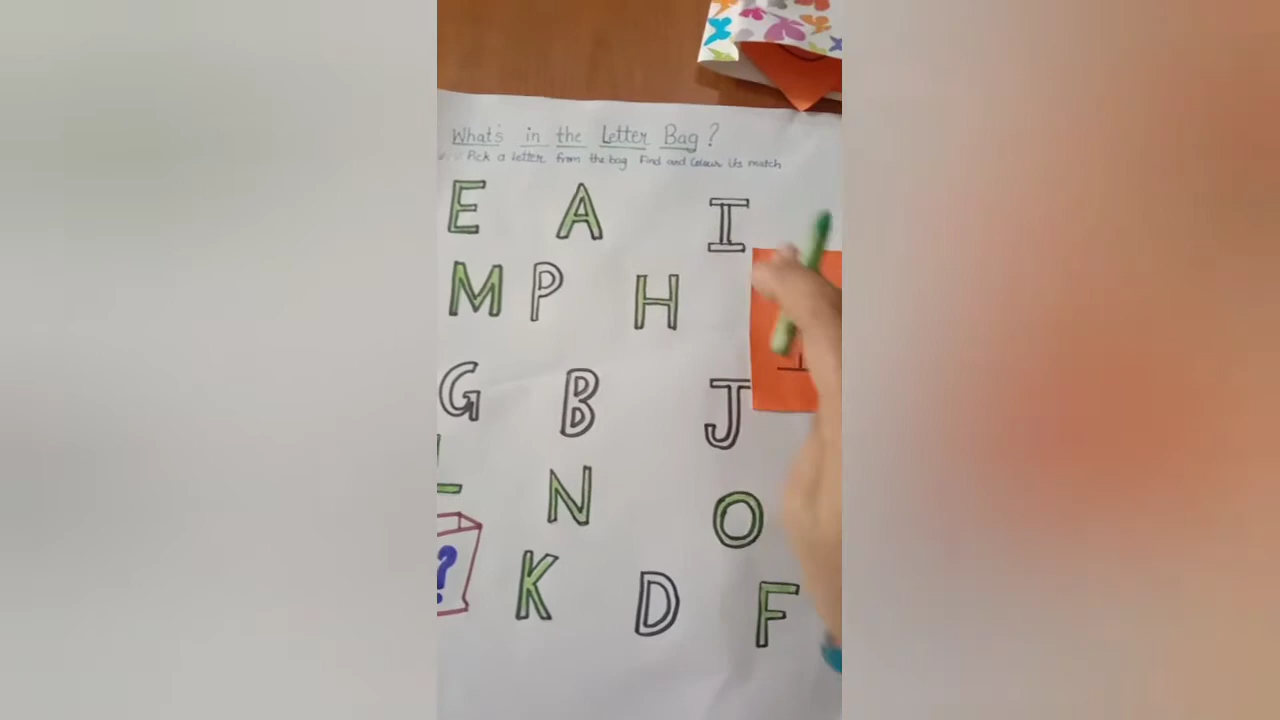 What's in the Letter Bag?
Pick a letter from the bag Find and Colour its match
E A I
M P H
G B J
L N O
?
K D F